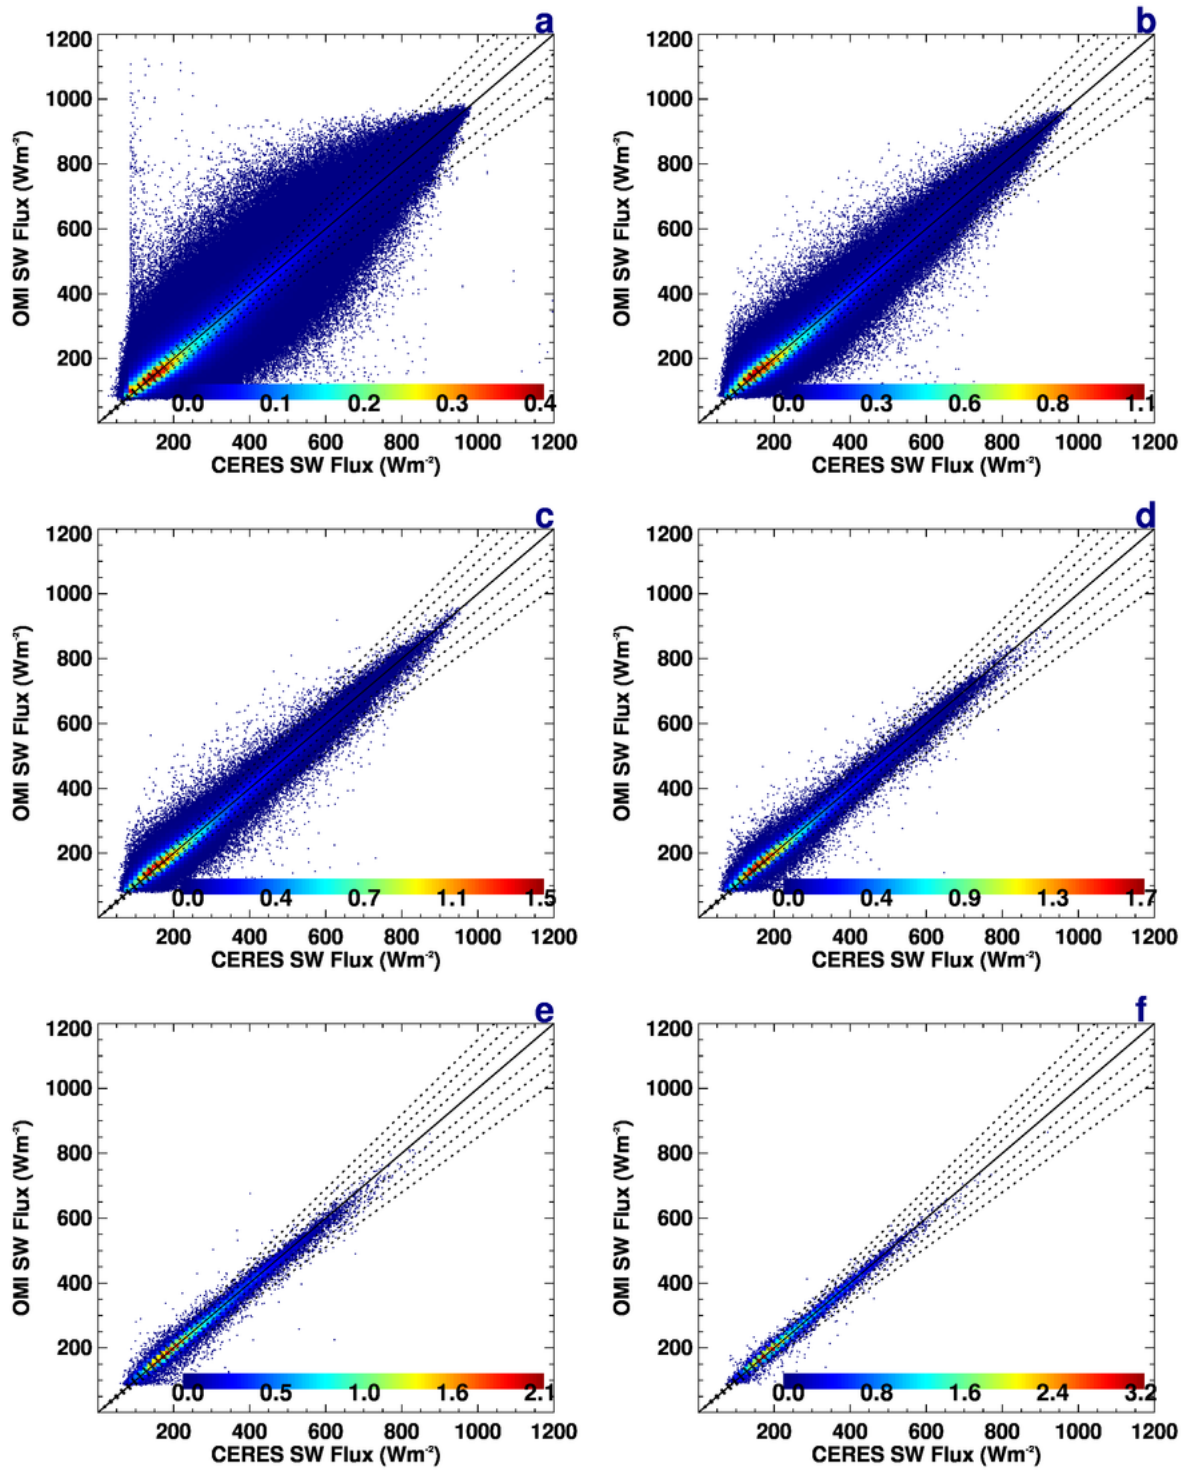 a
1200
1000
800
600
400
200
OMI SW Flux (Wm⁻²)
0.0 0.1 0.2 0.3 0.4
200 400 600 800 1000 1200
CERES SW Flux (Wm⁻²)
b
1200
1000
800
600
400
200
OMI SW Flux (Wm⁻²)
0.0 0.3 0.6 0.8 1.1
200 400 600 800 1000 1200
CERES SW Flux (Wm⁻²)
c
1200
1000
800
600
400
200
OMI SW Flux (Wm⁻²)
0.0 0.4 0.7 1.1 1.5
200 400 600 800 1000 1200
CERES SW Flux (Wm⁻²)
d
1200
1000
800
600
400
200
OMI SW Flux (Wm⁻²)
0.0 0.4 0.9 1.3 1.7
200 400 600 800 1000 1200
CERES SW Flux (Wm⁻²)
e
1200
1000
800
600
400
200
OMI SW Flux (Wm⁻²)
0.0 0.5 1.0 1.6 2.1
200 400 600 800 1000 1200
CERES SW Flux (Wm⁻²)
f
1200
1000
800
600
400
200
OMI SW Flux (Wm⁻²)
0.0 0.8 1.6 2.4 3.2
200 400 600 800 1000 1200
CERES SW Flux (Wm⁻²)